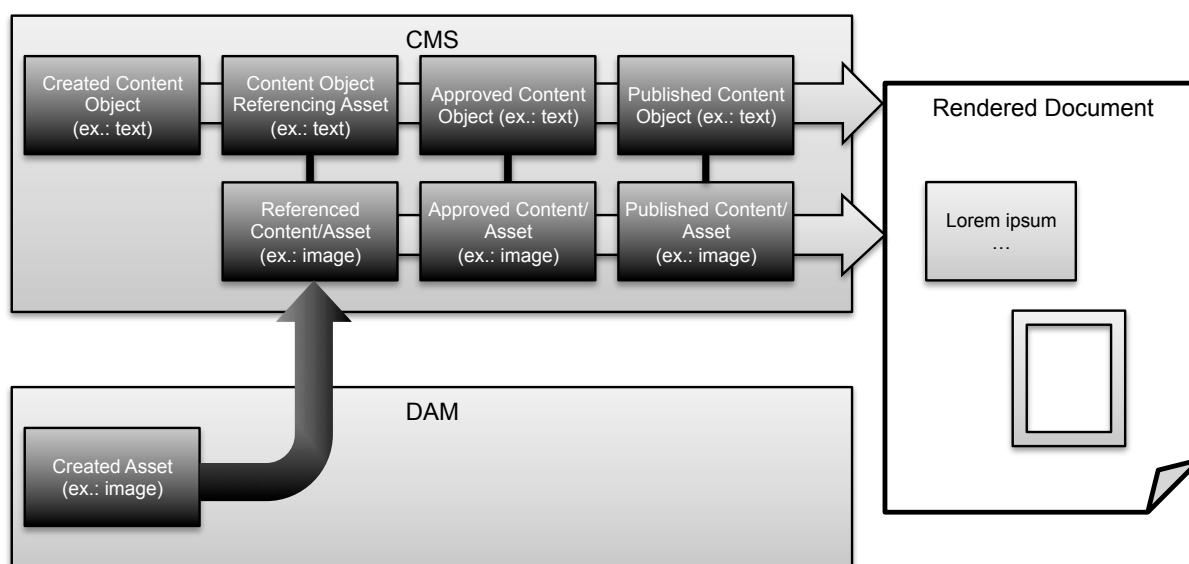 CMS
Created Content
Object
(ex.: text)
Content Object
Referencing Asset
(ex.: text)
Approved Content
Object (ex.: text)
Published Content
Object (ex.: text)
Referenced
Content/Asset
(ex.: image)
Approved Content/
Asset
(ex.: image)
Published Content/
Asset
(ex.: image)
Rendered Document
Lorem ipsum
…
DAM
Created Asset
(ex.: image)